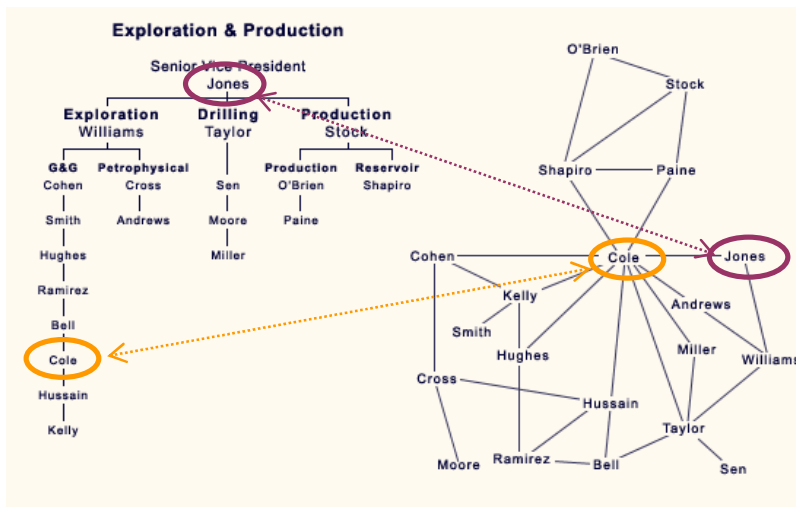 Exploration & Production
Senior Vice President
Jones
Exploration Drilling Production
Williams Taylor Stock
G&G Petrophysical Production Reservoir
Cohen Cross Sen O'Brien Shapiro
Smith Andrews Moore Paine
Hughes Miller
Ramirez
Bell
Cole
Hussain
Kelly
O'Brien
Stock
Shapiro Paine
Cohen Cole Jones
Kelly Andrews
Smith Hughes Miller Williams
Cross Hussain
Taylor
Moore Ramirez Bell Sen